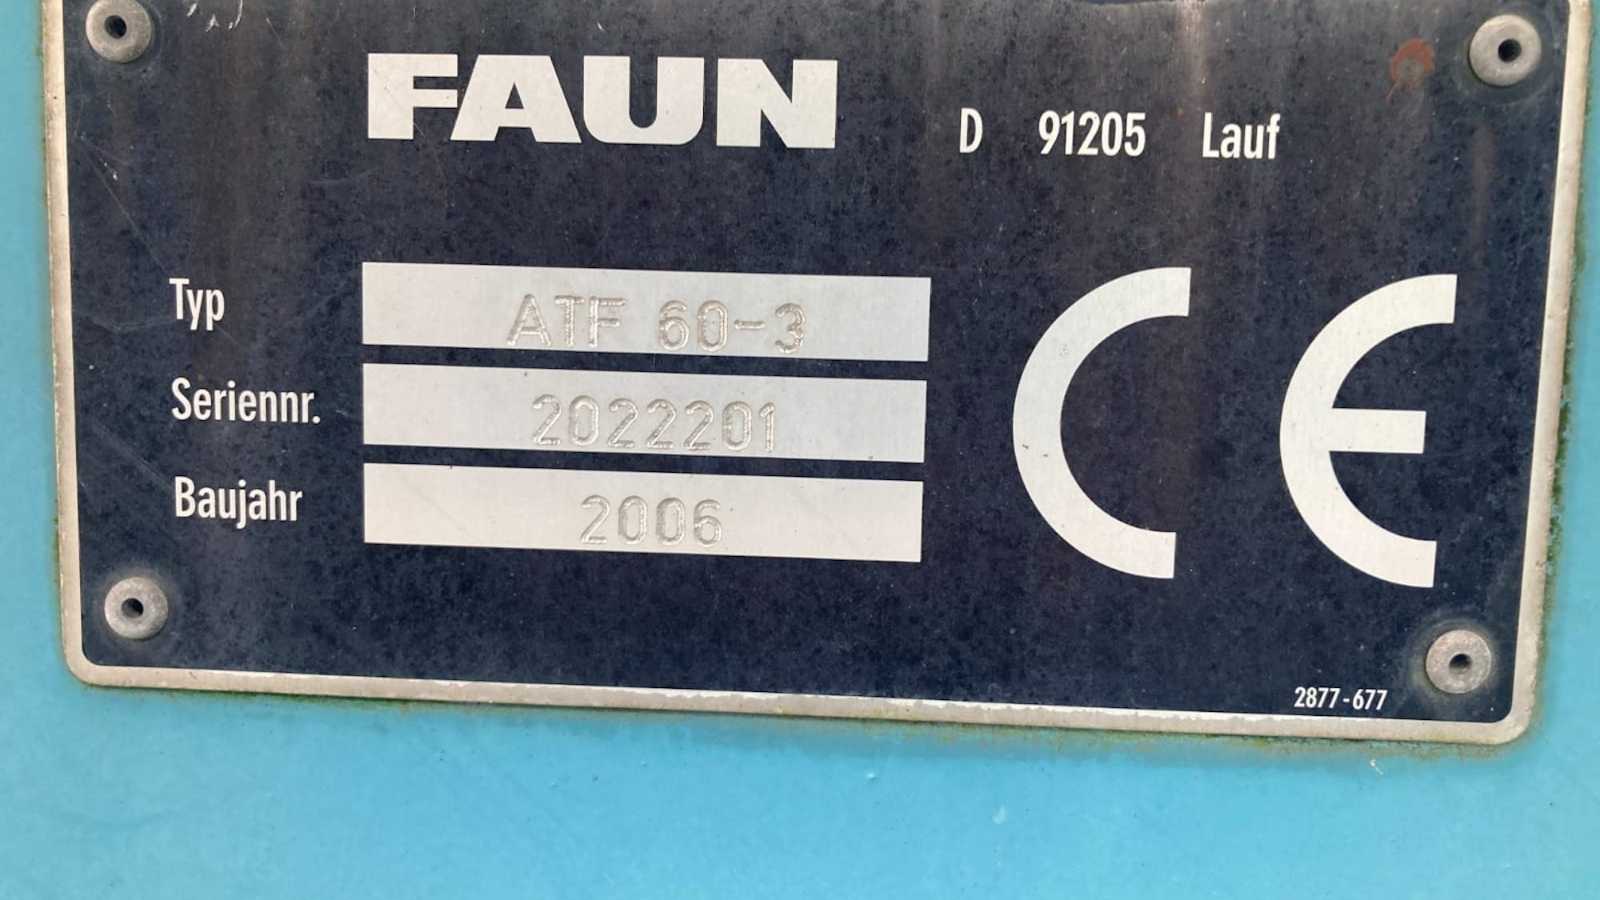 FAUN D 91205 Lauf
Typ ATF 60-3
Seriennr. 2022201
Baujahr 2006
CE
2877-677